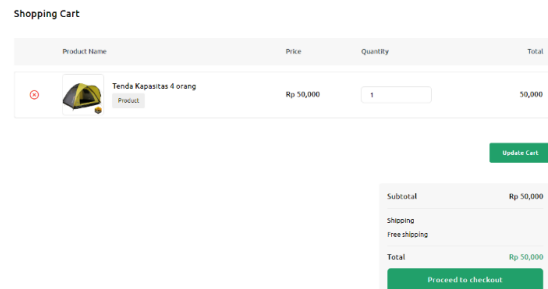 Shopping Cart
Product Name Price Quantity Total
Tenda Kapasitas 4 orang
Product
Rp 50,000 1 50,000
Update Cart
Subtotal Rp 50,000
Shipping
Free shipping
Total Rp 50,000
Proceed to checkout